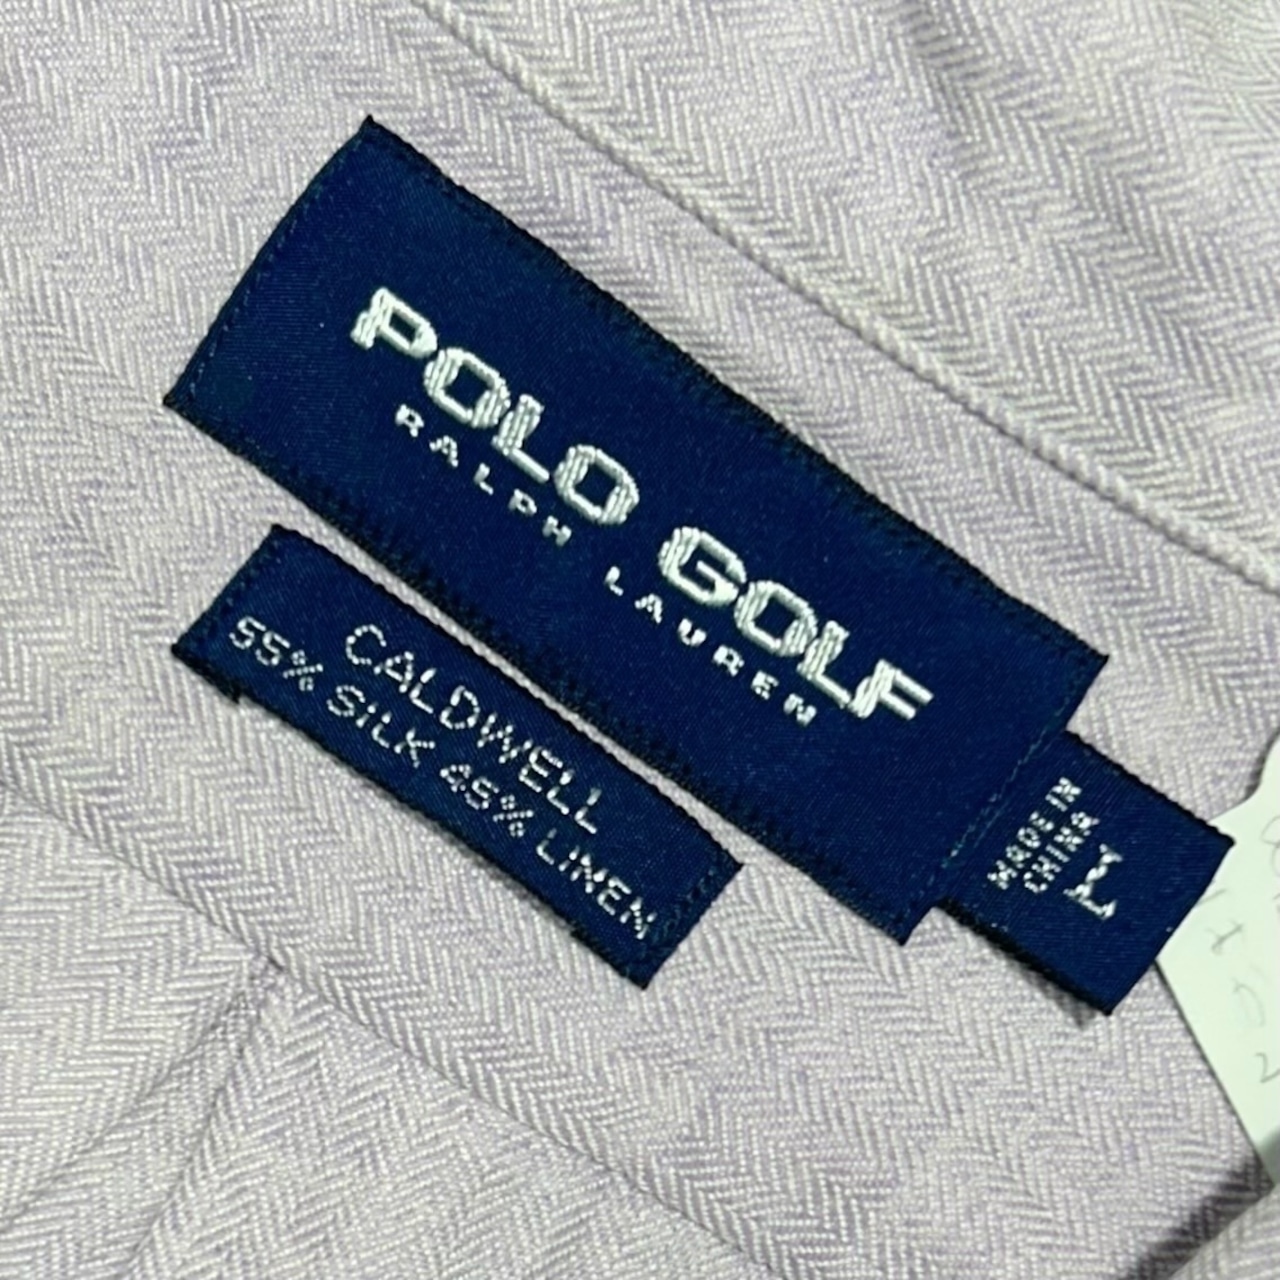 POLO GOLF
RALPH LAUREN
CALDWELL
55% SILK 45% LINEN
MADE IN
CHINA
L